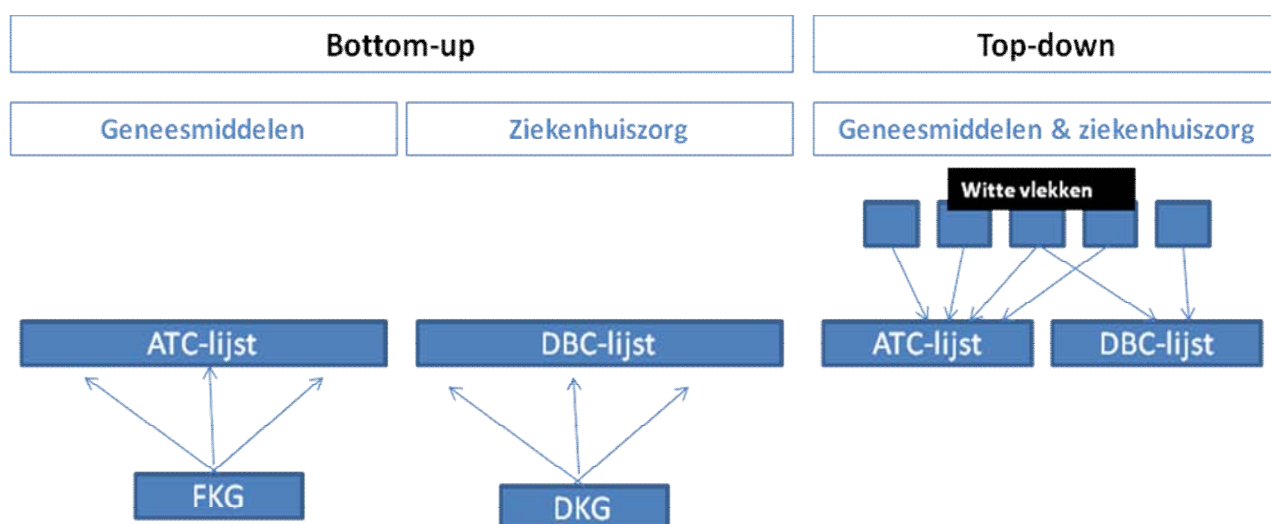 Bottom-up
Top-down
Geneesmiddelen
Ziekenhuiszorg
Geneesmiddelen & ziekenhuiszorg
Witte vlekken
ATC-lijst
DBC-lijst
ATC-lijst
DBC-lijst
FKG
DKG